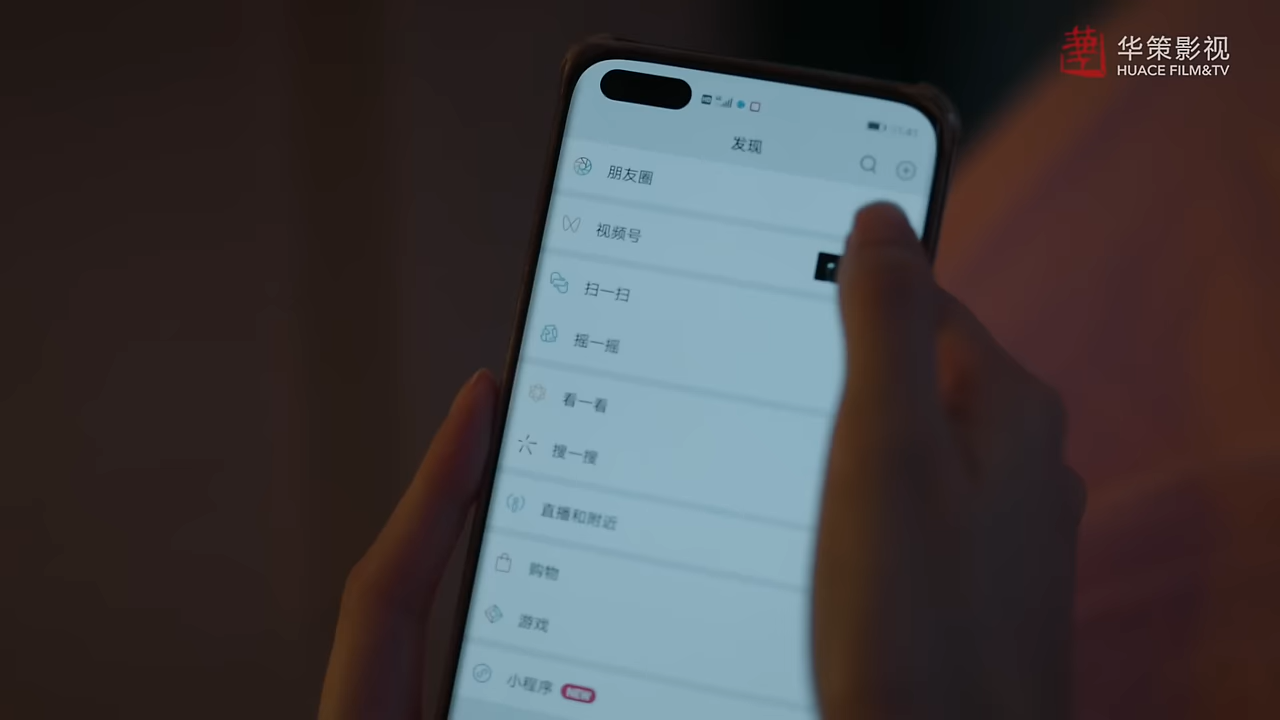 华策影视
HUACE FILM&TV
发现
朋友圈
视频号
扫一扫
摇一摇
看一看
搜一搜
直播和附近
购物
游戏
小程序 NEW